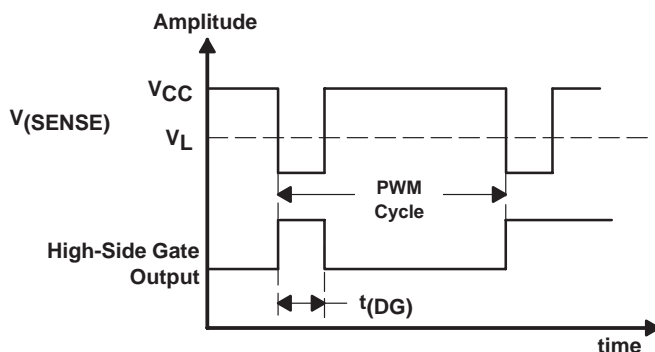 Amplitude
VCC
V(SENSE)
VL
PWM
Cycle
High-Side Gate
Output
t(DG)
time